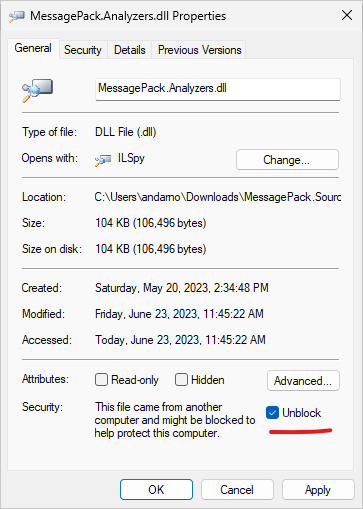 MessagePack.Analyzers.dll Properties
General Security Details Previous Versions
MessagePack.Analyzers.dll
Type of file: DLL File (.dll)
Opens with: ILSpy Change...
Location: C:\Users\andarno\Downloads\MessagePack.Sourc
Size: 104 KB (106,496 bytes)
Size on disk: 104 KB (106,496 bytes)
Created: Saturday, May 20, 2023, 2:34:48 PM
Modified: Friday, June 23, 2023, 11:45:22 AM
Accessed: Today, June 23, 2023, 11:45:22 AM
Attributes: Read-only Hidden Advanced...
Security: This file came from another
computer and might be blocked to
help protect this computer.
Unblock
OK Cancel Apply